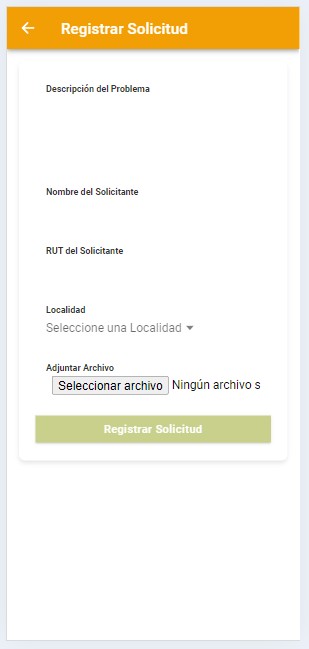 Registrar Solicitud
Descripción del Problema
Nombre del Solicitante
RUT del Solicitante
Localidad
Seleccione una Localidad
Adjuntar Archivo
Seleccionar archivo Ningún archivo s
Registrar Solicitud